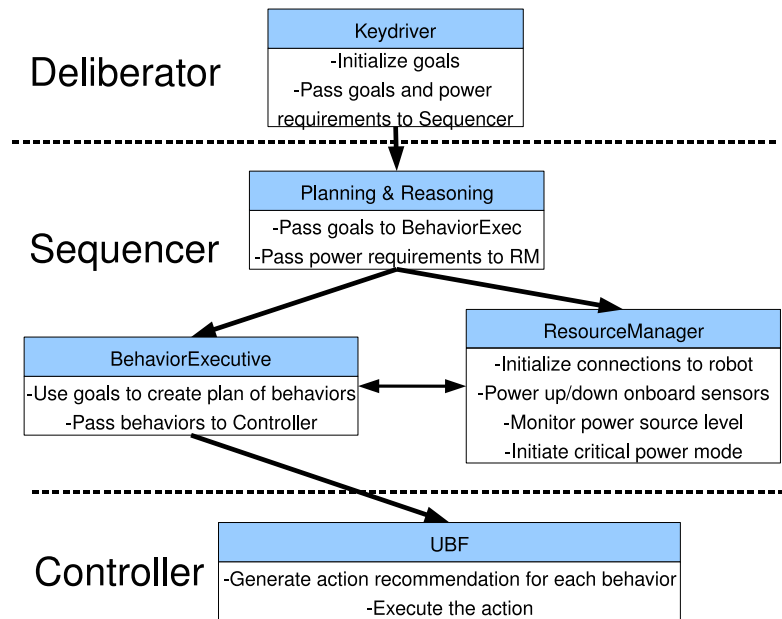 Keydriver
Deliberator
-Initialize goals
-Pass goals and power
requirements to Sequencer
Planning & Reasoning
Sequencer
-Pass goals to BehaviorExec
-Pass power requirements to RM
BehaviorExecutive
-Use goals to create plan of behaviors
-Pass behaviors to Controller
ResourceManager
-Initialize connections to robot
-Power up/down onboard sensors
-Monitor power source level
-Initiate critical power mode
Controller
UBF
-Generate action recommendation for each behavior
-Execute the action